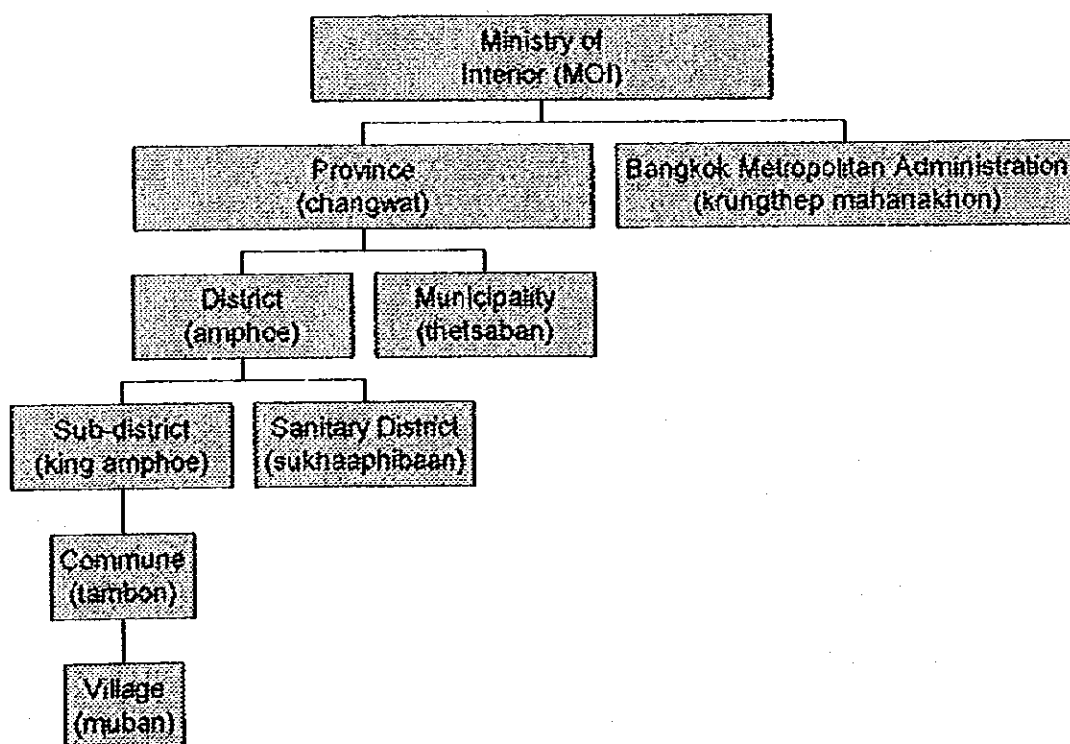 Ministry of
Interior (MOI)
Province
(changwat)
Bangkok Metropolitan Administration
(krungthep mahanakhon)
District
(amphoe)
Municipality
(thetsaban)
Sub-district
(king amphoe)
Sanitary District
(sukhaaphibaan)
Commune
(tambon)
Village
(muban)